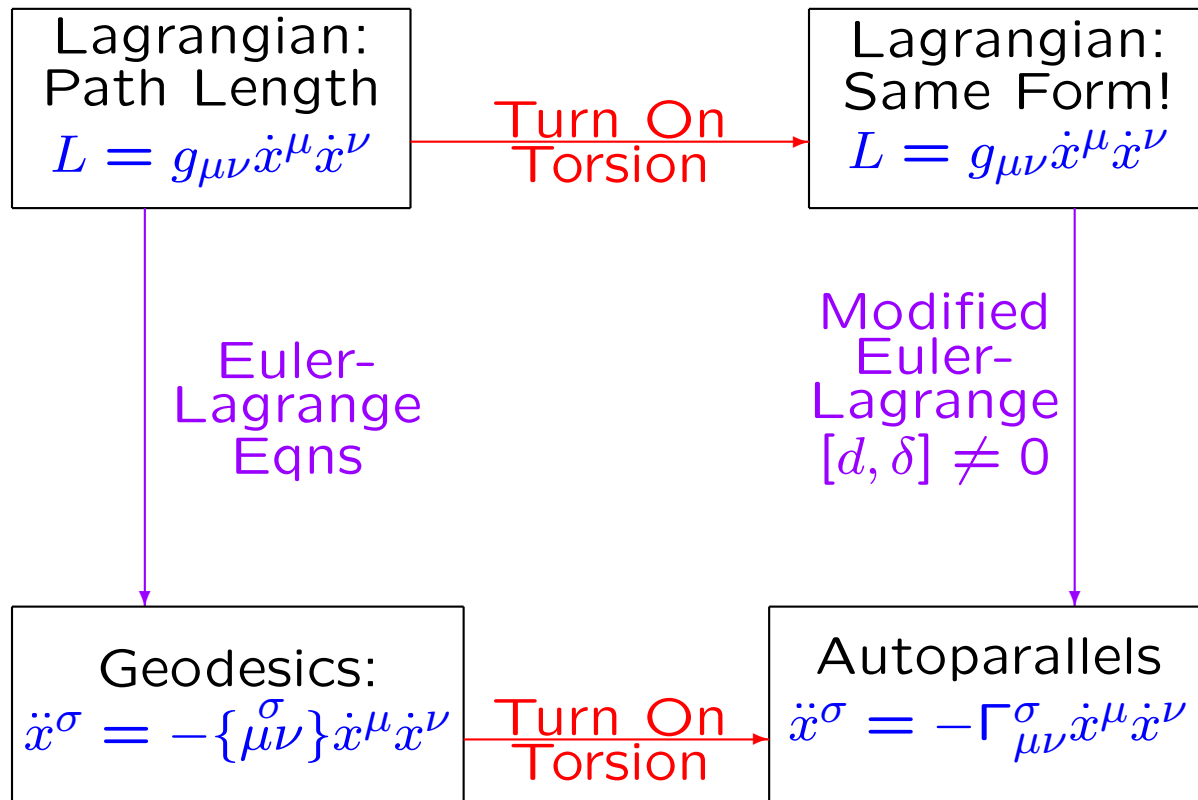 Lagrangian:
Path Length
L = g_{μν}ẋ^μẋ^ν
Turn On
Torsion
Lagrangian:
Same Form!
L = g_{μν}ẋ^μẋ^ν
Euler-
Lagrange
Eqns
Modified
Euler-
Lagrange
[d, δ] ≠ 0
Geodesics:
ẍ^σ = −{^σ_{μν}}ẋ^μẋ^ν
Turn On
Torsion
Autoparallels
ẍ^σ = −Γ^σ_{μν}ẋ^μẋ^ν